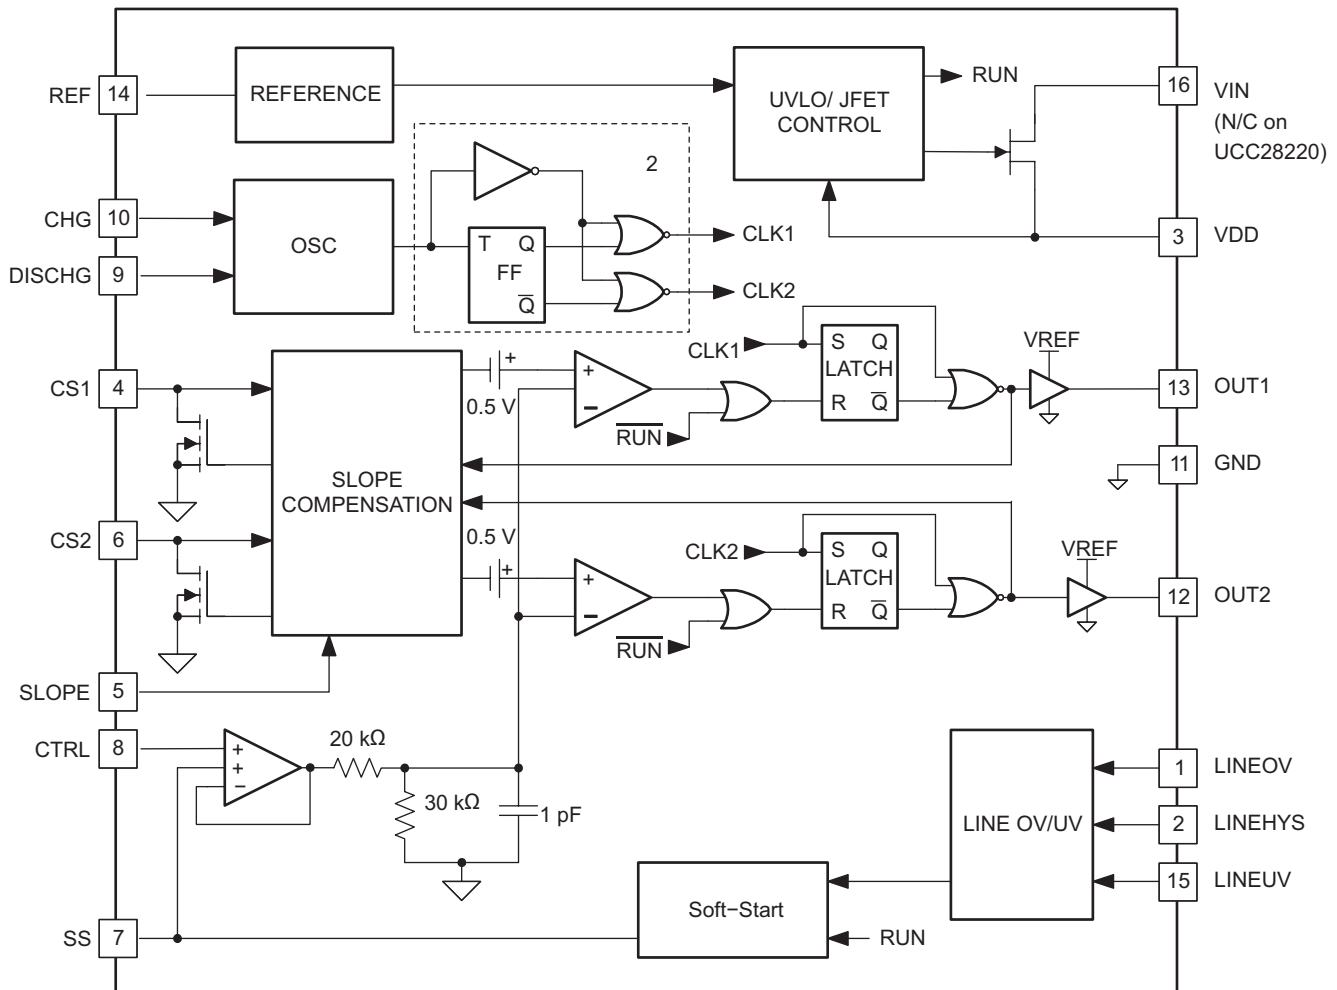 REF 14
REFERENCE
UVLO/ JFET
CONTROL
RUN
16 VIN
(N/C on
UCC28220)
2
CHG 10
DISCHG 9
OSC
T Q
FF
Q̅
CLK1
CLK2
3 VDD
CS1 4
0.5 V
+
+
−
R̅U̅N̅
CLK1
S Q
LATCH
R Q̅
VREF
13 OUT1
11 GND
SLOPE
COMPENSATION
CS2 6
0.5 V
+
+
−
R̅U̅N̅
CLK2
S Q
LATCH
R Q̅
VREF
12 OUT2
SLOPE 5
CTRL 8
+
+
−
20 kΩ
30 kΩ
1 pF
LINE OV/UV
1 LINEOV
2 LINEHYS
15 LINEUV
SS 7
Soft−Start
RUN